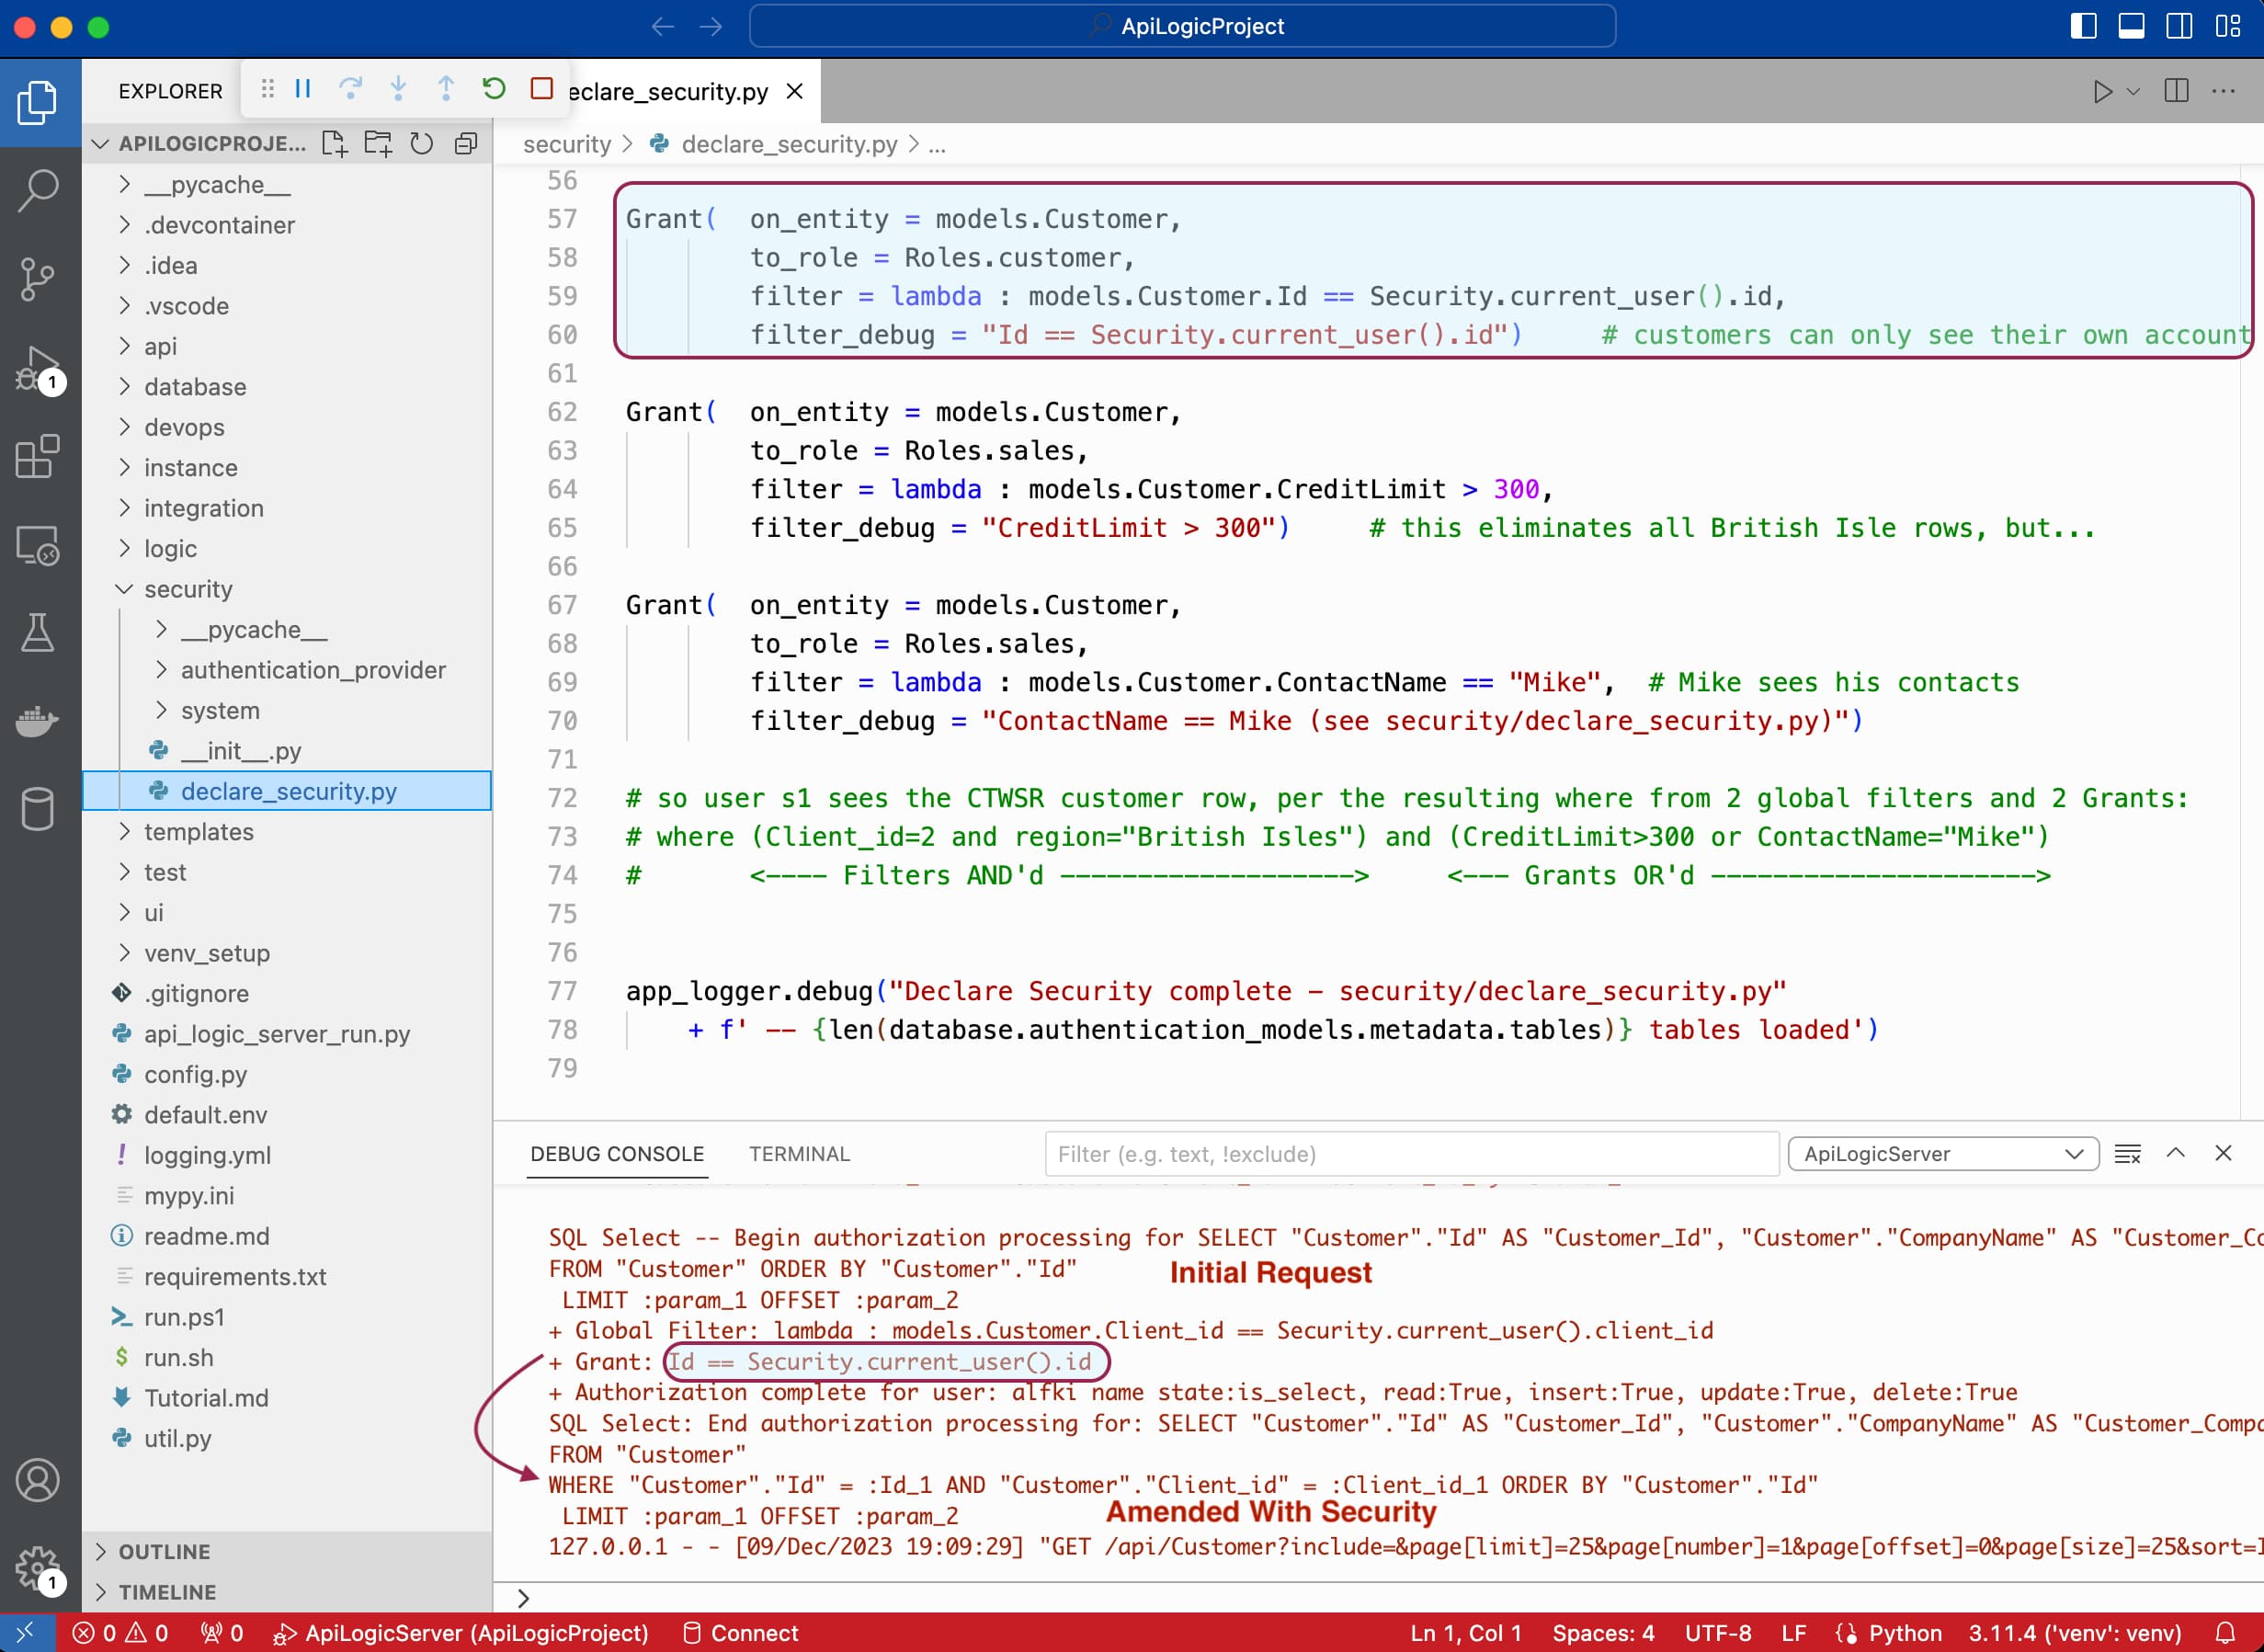 ApiLogicProject
EXPLORER
eclare_security.py
APILOGICPROJE...
__pycache__
.devcontainer
.idea
.vscode
api
database
devops
instance
integration
logic
security
__pycache__
authentication_provider
system
__init__.py
declare_security.py
templates
test
ui
venv_setup
.gitignore
api_logic_server_run.py
config.py
default.env
logging.yml
mypy.ini
readme.md
requirements.txt
run.ps1
run.sh
Tutorial.md
util.py
OUTLINE
TIMELINE
1
1
security > declare_security.py > ...
56
57 Grant(  on_entity = models.Customer,
58         to_role = Roles.customer,
59         filter = lambda : models.Customer.Id == Security.current_user().id,
60         filter_debug = "Id == Security.current_user().id")     # customers can only see their own account
61
62 Grant(  on_entity = models.Customer,
63         to_role = Roles.sales,
64         filter = lambda : models.Customer.CreditLimit > 300,
65         filter_debug = "CreditLimit > 300")     # this eliminates all British Isle rows, but...
66
67 Grant(  on_entity = models.Customer,
68         to_role = Roles.sales,
69         filter = lambda : models.Customer.ContactName == "Mike",  # Mike sees his contacts
70         filter_debug = "ContactName == Mike (see security/declare_security.py)")
71
72 # so user s1 sees the CTWSR customer row, per the resulting where from 2 global filters and 2 Grants:
73 # where (Client_id=2 and region="British Isles") and (CreditLimit>300 or ContactName="Mike")
74 #       <---- Filters AND'd ------------------->     <--- Grants OR'd --------------------->
75
76
77 app_logger.debug("Declare Security complete - security/declare_security.py"
78     + f' -- {len(database.authentication_models.metadata.tables)} tables loaded')
79
DEBUG CONSOLE TERMINAL Filter (e.g. text, !exclude) ApiLogicServer
SQL Select -- Begin authorization processing for SELECT "Customer"."Id" AS "Customer_Id", "Customer"."CompanyName" AS "Customer_Co
FROM "Customer" ORDER BY "Customer"."Id"
Initial Request
 LIMIT :param_1 OFFSET :param_2
+ Global Filter: lambda : models.Customer.Client_id == Security.current_user().client_id
+ Grant: Id == Security.current_user().id
+ Authorization complete for user: alfki name state:is_select, read:True, insert:True, update:True, delete:True
SQL Select: End authorization processing for: SELECT "Customer"."Id" AS "Customer_Id", "Customer"."CompanyName" AS "Customer_Compa
FROM "Customer"
WHERE "Customer"."Id" = :Id_1 AND "Customer"."Client_id" = :Client_id_1 ORDER BY "Customer"."Id"
 LIMIT :param_1 OFFSET :param_2
Amended With Security
127.0.0.1 - - [09/Dec/2023 19:09:29] "GET /api/Customer?include=&page[limit]=25&page[number]=1&page[offset]=0&page[size]=25&sort=I
>
0 0 0 ApiLogicServer (ApiLogicProject) Connect Ln 1, Col 1 Spaces: 4 UTF-8 LF Python 3.11.4 ('venv': venv)